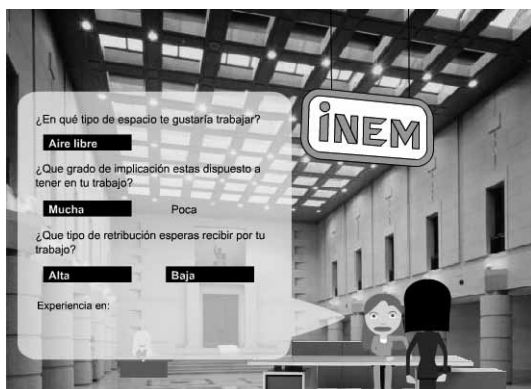 iNEM
¿En qué tipo de espacio te gustaría trabajar?
Aire libre
¿Que grado de implicación estas dispuesto a
tener en tu trabajo?
Mucha Poca
¿Que tipo de retribución esperas recibir por tu
trabajo?
Alta Baja
Experiencia en: